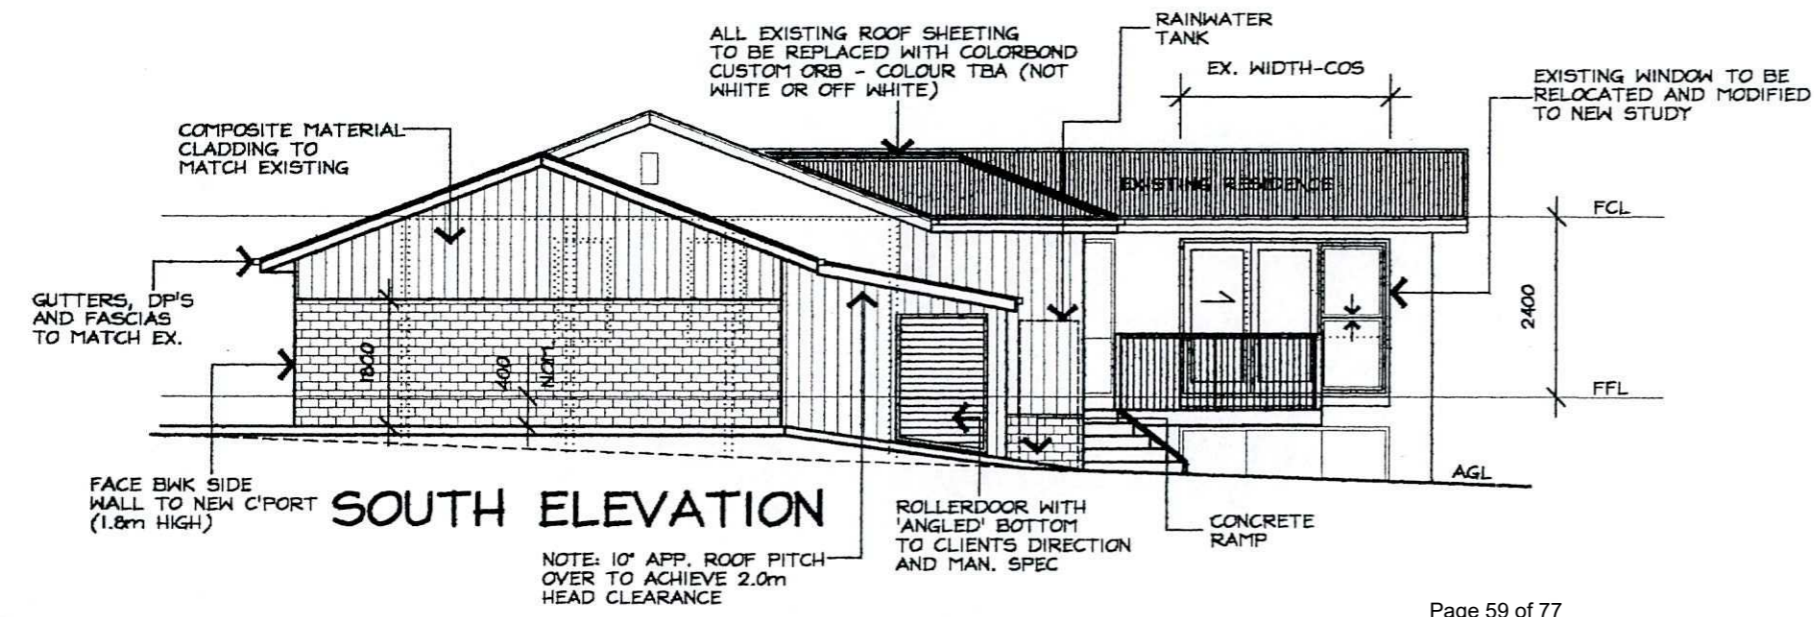 ALL EXISTING ROOF SHEETING
TO BE REPLACED WITH COLORBOND
CUSTOM ORB - COLOUR TBA (NOT
WHITE OR OFF WHITE)
RAINWATER
TANK
EX. WIDTH-COS
EXISTING WINDOW TO BE
RELOCATED AND MODIFIED
TO NEW STUDY
COMPOSITE MATERIAL
CLADDING TO
MATCH EXISTING
EXISTING RESIDENCE
FCL
GUTTERS, DP'S
AND FASCIAS
TO MATCH EX.
2400
1800
400
NOM.
FFL
AGL
FACE BWK SIDE
WALL TO NEW C'PORT
(1.8m HIGH)
SOUTH ELEVATION
ROLLERDOOR WITH
'ANGLED' BOTTOM
TO CLIENTS DIRECTION
AND MAN. SPEC
CONCRETE
RAMP
NOTE: 10° APP. ROOF PITCH
OVER TO ACHIEVE 2.0m
HEAD CLEARANCE
Page 59 of 77